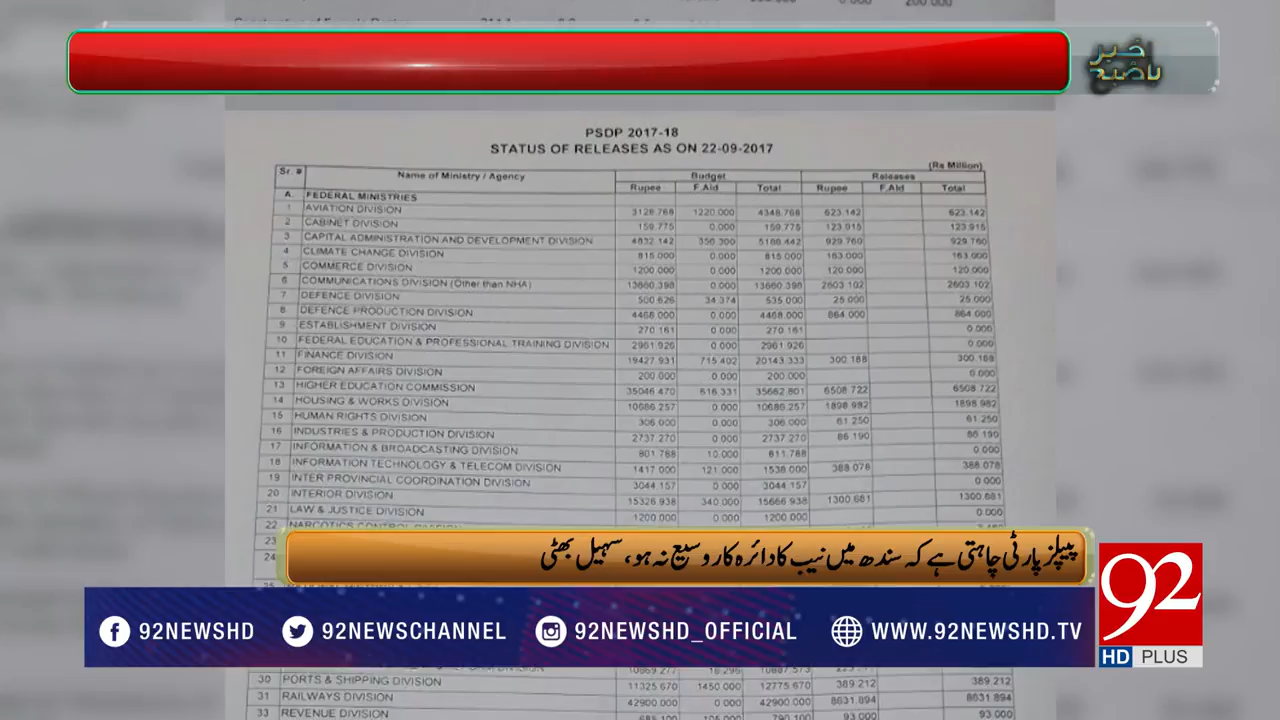 200.000
0.000
خبر
باصبح
PSDP 2017-18
STATUS OF RELEASES AS ON 22-09-2017
(Rs Million)
Sr. # Name of Ministry / Agency Budget Releases
Rupee F.Aid Total Rupee F.Aid Total
A FEDERAL MINISTRIES
1 AVIATION DIVISION 3128.768 1220.000 4348.768 623.142 623.142
2 CABINET DIVISION 159.775 0.000 159.775 123.915 123.915
3 CAPITAL ADMINISTRATION AND DEVELOPMENT DIVISION 4832.142 356.300 5188.442 929.760 929.760
4 CLIMATE CHANGE DIVISION 815.000 0.000 815.000 163.000 163.000
5 COMMERCE DIVISION 1200.000 0.000 1200.000 120.000 120.000
6 COMMUNICATIONS DIVISION (Other than NHA) 13660.398 0.000 13660.398 2603.102 2603.102
7 DEFENCE DIVISION 500.626 34.374 535.000 25.000 25.000
8 DEFENCE PRODUCTION DIVISION 4468.000 0.000 4468.000 864.000 864.000
9 ESTABLISHMENT DIVISION 270.161 0.000 270.161 0.000
10 FEDERAL EDUCATION & PROFESSIONAL TRAINING DIVISION 2961.926 0.000 2961.926 0.000
11 FINANCE DIVISION 19427.931 715.402 20143.333 300.188 300.188
12 FOREIGN AFFAIRS DIVISION 200.000 0.000 200.000 0.000
13 HIGHER EDUCATION COMMISSION 35046.470 616.331 35662.801 6508.722 6508.722
14 HOUSING & WORKS DIVISION 10686.257 0.000 10686.257 1898.982 1898.982
15 HUMAN RIGHTS DIVISION 306.000 0.000 306.000 61.250 61.250
16 INDUSTRIES & PRODUCTION DIVISION 2737.270 0.000 2737.270 86.190 86.190
17 INFORMATION & BROADCASTING DIVISION 601.788 10.000 611.788 0.000
18 INFORMATION TECHNOLOGY & TELECOM DIVISION 1417.000 121.000 1538.000 388.078 388.078
19 INTER PROVINCIAL COORDINATION DIVISION 3044.157 0.000 3044.157 0.000
20 INTERIOR DIVISION 15326.938 340.000 15666.938 1300.681 1300.681
21 LAW & JUSTICE DIVISION 1200.000 0.000 1200.000 0.000
22 NARCOTICS CONTROL DIVISION
23
24
پیپلز پارٹی چاہتی ہے کہ سندھ میں نیب کا دائرہ کار وسیع نہ ہو، سہیل بھٹی
92
HD PLUS
92NEWSHD 92NEWSCHANNEL 92NEWSHD_OFFICIAL WWW.92NEWSHD.TV
30 PORTS & SHIPPING DIVISION 11325.670 1450.000 12775.670 389.212 389.212
31 RAILWAYS DIVISION 42900.000 0.000 42900.000 8631.894 8631.894
33 REVENUE DIVISION 93.000 93.000